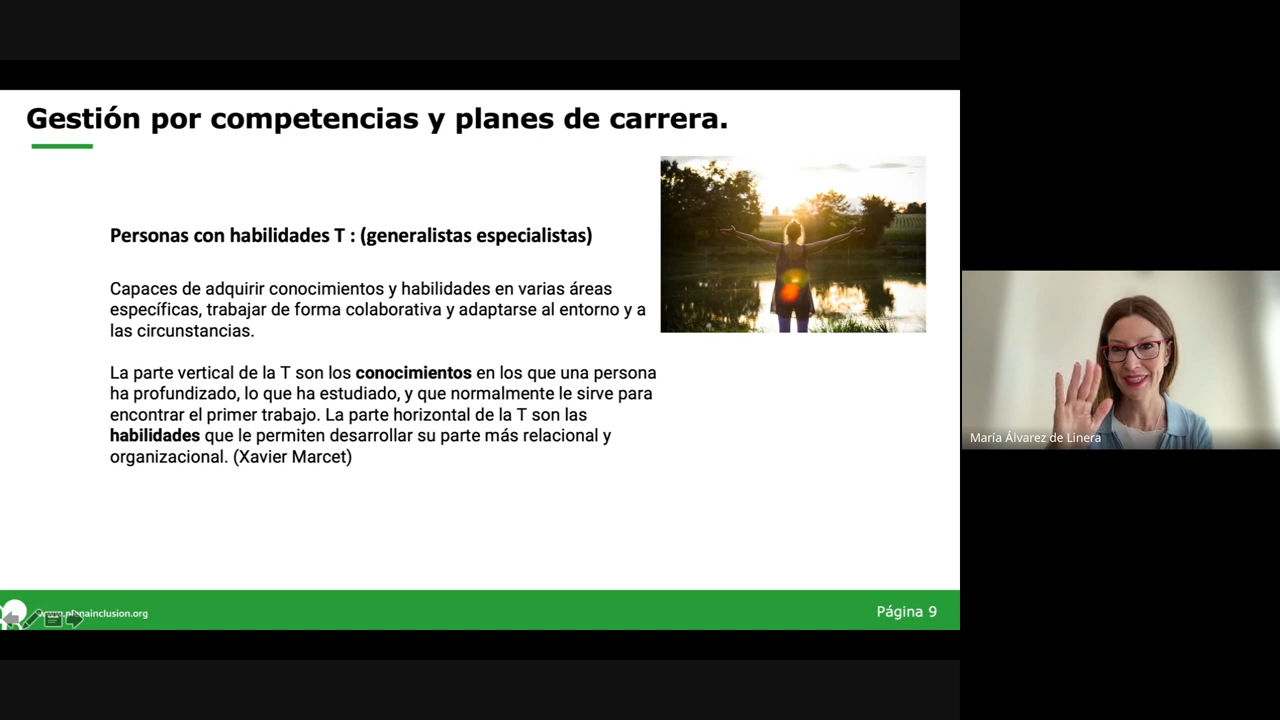 Gestión por competencias y planes de carrera.
Personas con habilidades T : (generalistas especialistas)
Capaces de adquirir conocimientos y habilidades en varias áreas
específicas, trabajar de forma colaborativa y adaptarse al entorno y a
las circunstancias.
La parte vertical de la T son los conocimientos en los que una persona
ha profundizado, lo que ha estudiado, y que normalmente le sirve para
encontrar el primer trabajo. La parte horizontal de la T son las
habilidades que le permiten desarrollar su parte más relacional y
organizacional. (Xavier Marcet)
María Álvarez de Linera
www.plenainclusion.org
Página 9